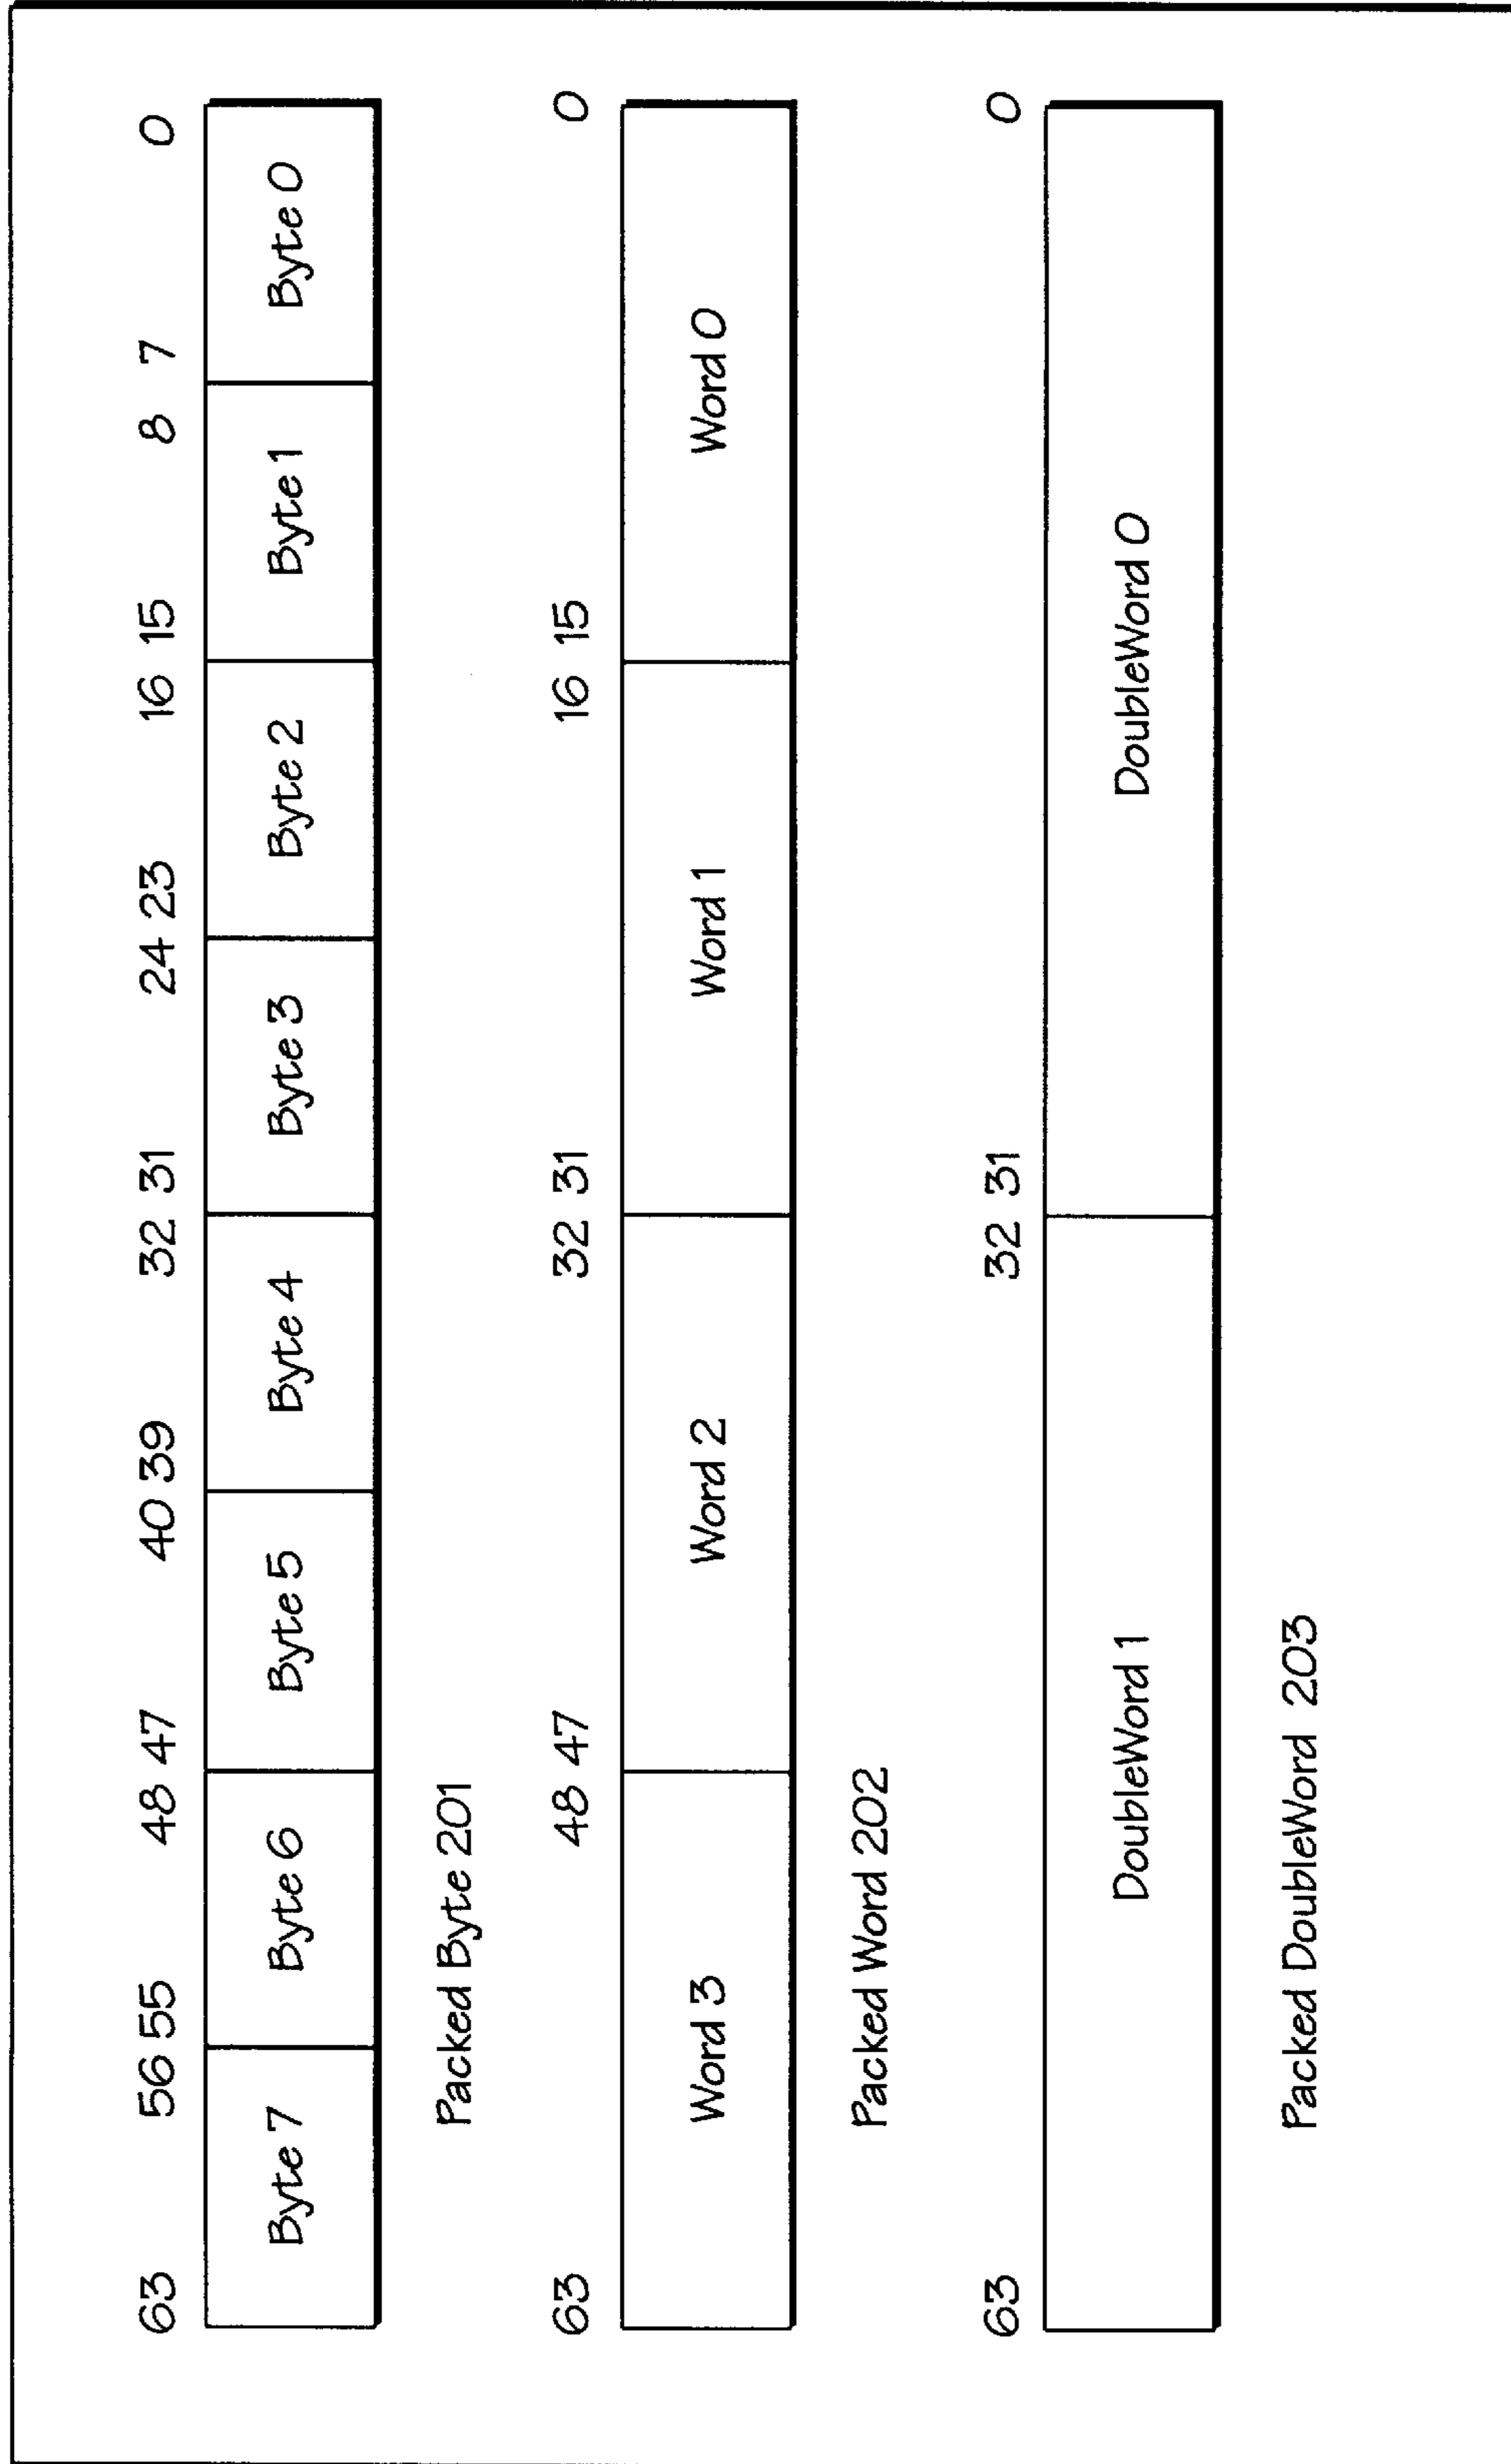 63 56 55 48 47 40 39 32 31 24 23 16 15 8 7 0
Byte 7 Byte 6 Byte 5 Byte 4 Byte 3 Byte 2 Byte 1 Byte 0
Packed Byte 201
63 48 47 32 31 16 15 0
Word 3 Word 2 Word 1 Word 0
Packed Word 202
63 32 31 0
DoubleWord 1 DoubleWord 0
Packed DoubleWord 203